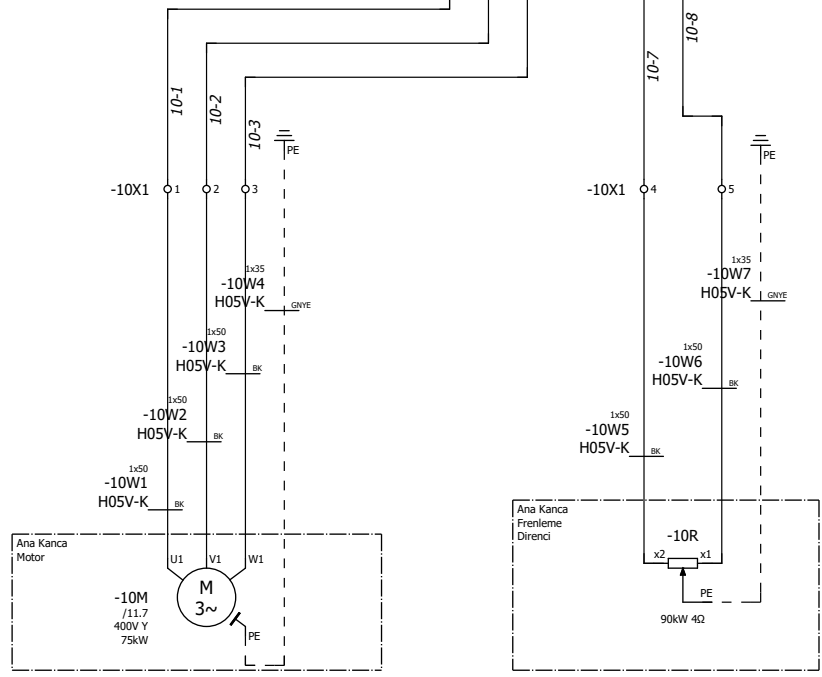 10-1
10-2
10-3
PE
10-7
10-8
PE
-10X1 1 2 3
-10X1 4 5
1x35
-10W4
H05V-K GNYE
1x50
-10W3
H05V-K BK
1x50
-10W2
H05V-K BK
1x50
-10W1
H05V-K BK
1x35
-10W7
H05V-K GNYE
1x50
-10W6
H05V-K BK
1x50
-10W5
H05V-K BK
Ana Kanca
Motor
U1 V1 W1
-10M
/11.7
400V Y
75kW
M
3~
PE
Ana Kanca
Frenleme
Direnci
-10R
x2 x1
PE
90kW 4Ω